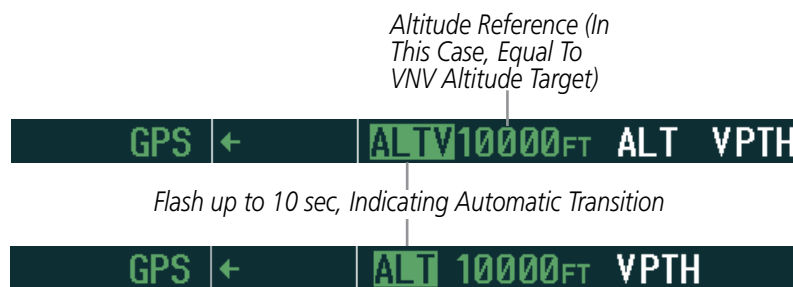 Altitude Reference (In
This Case, Equal To
VNV Altitude Target)
GPS ← ALTV 10000FT ALT VPTH
Flash up to 10 sec, Indicating Automatic Transition
GPS ← ALT 10000FT VPTH